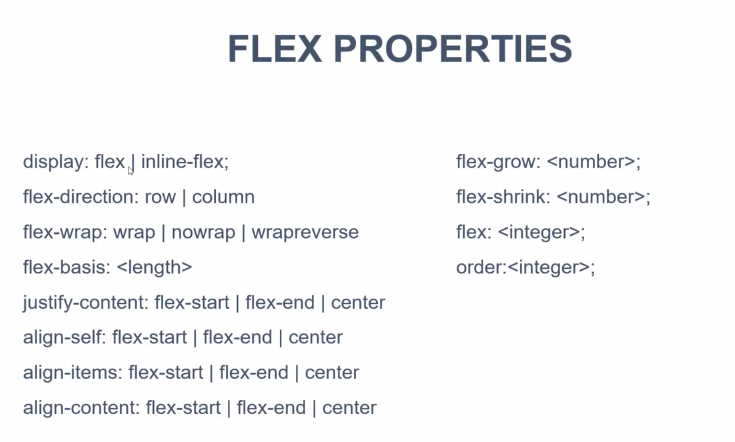 FLEX PROPERTIES
display: flex | inline-flex;
flex-direction: row | column
flex-wrap: wrap | nowrap | wrapreverse
flex-basis: <length>
justify-content: flex-start | flex-end | center
align-self: flex-start | flex-end | center
align-items: flex-start | flex-end | center
align-content: flex-start | flex-end | center
flex-grow: <number>;
flex-shrink: <number>;
flex: <integer>;
order:<integer>;